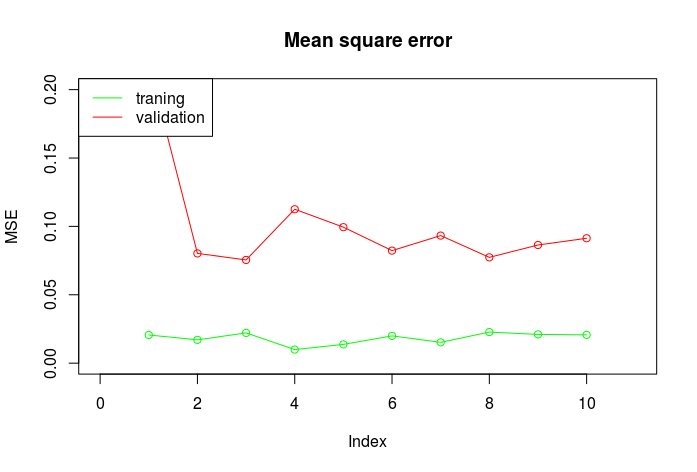 Mean square error
traning
validation
MSE
0.20
0.15
0.10
0.05
0.00
0 2 4 6 8 10
Index